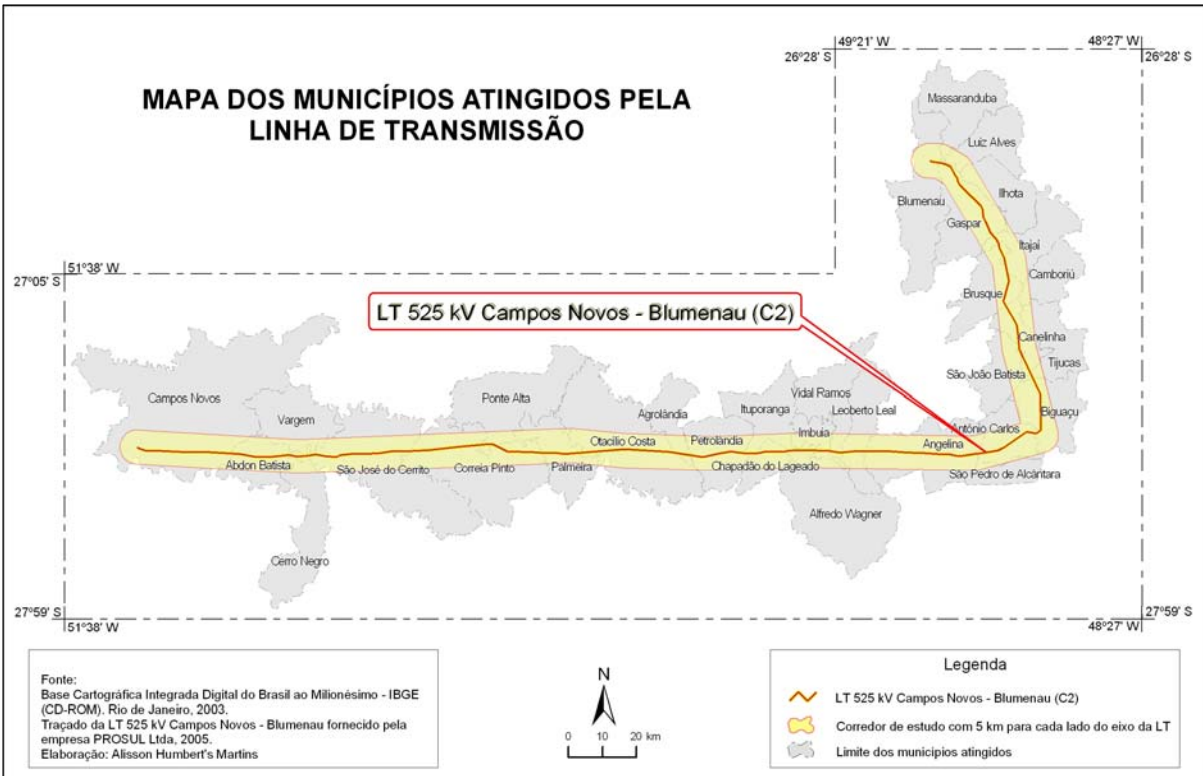 49°21' W
48°27' W
26°28' S
26°28' S
MAPA DOS MUNICÍPIOS ATINGIDOS PELA
LINHA DE TRANSMISSÃO
Massaranduba
Luiz Alves
Ilhota
Blumenau
Gaspar
Itajaí
Camboriú
51°38' W
27°05' S
Brusque
LT 525 kV Campos Novos - Blumenau (C2)
Canelinha
Tijucas
São João Batista
Campos Novos
Ponte Alta
Vidal Ramos
Vargem
Agrolândia
Ituporanga
Leoberto Leal
Biguaçu
Imbuia
Antônio Carlos
Otacílio Costa
Petrolândia
Angelina
Abdon Batista
São José do Cerrito
Correia Pinto
Palmeira
Chapadão do Lageado
São Pedro de Alcântara
Alfredo Wagner
Cerro Negro
27°59' S
27°59' S
51°38' W
48°27' W
Fonte:
Base Cartográfica Integrada Digital do Brasil ao Milionésimo - IBGE
(CD-ROM). Rio de Janeiro, 2003.
Traçado da LT 525 kV Campos Novos - Blumenau fornecido pela
empresa PROSUL Ltda, 2005.
Elaboração: Alisson Humbert's Martins
N
0 10 20 km
Legenda
LT 525 kV Campos Novos - Blumenau (C2)
Corredor de estudo com 5 km para cada lado do eixo da LT
Limite dos municípios atingidos